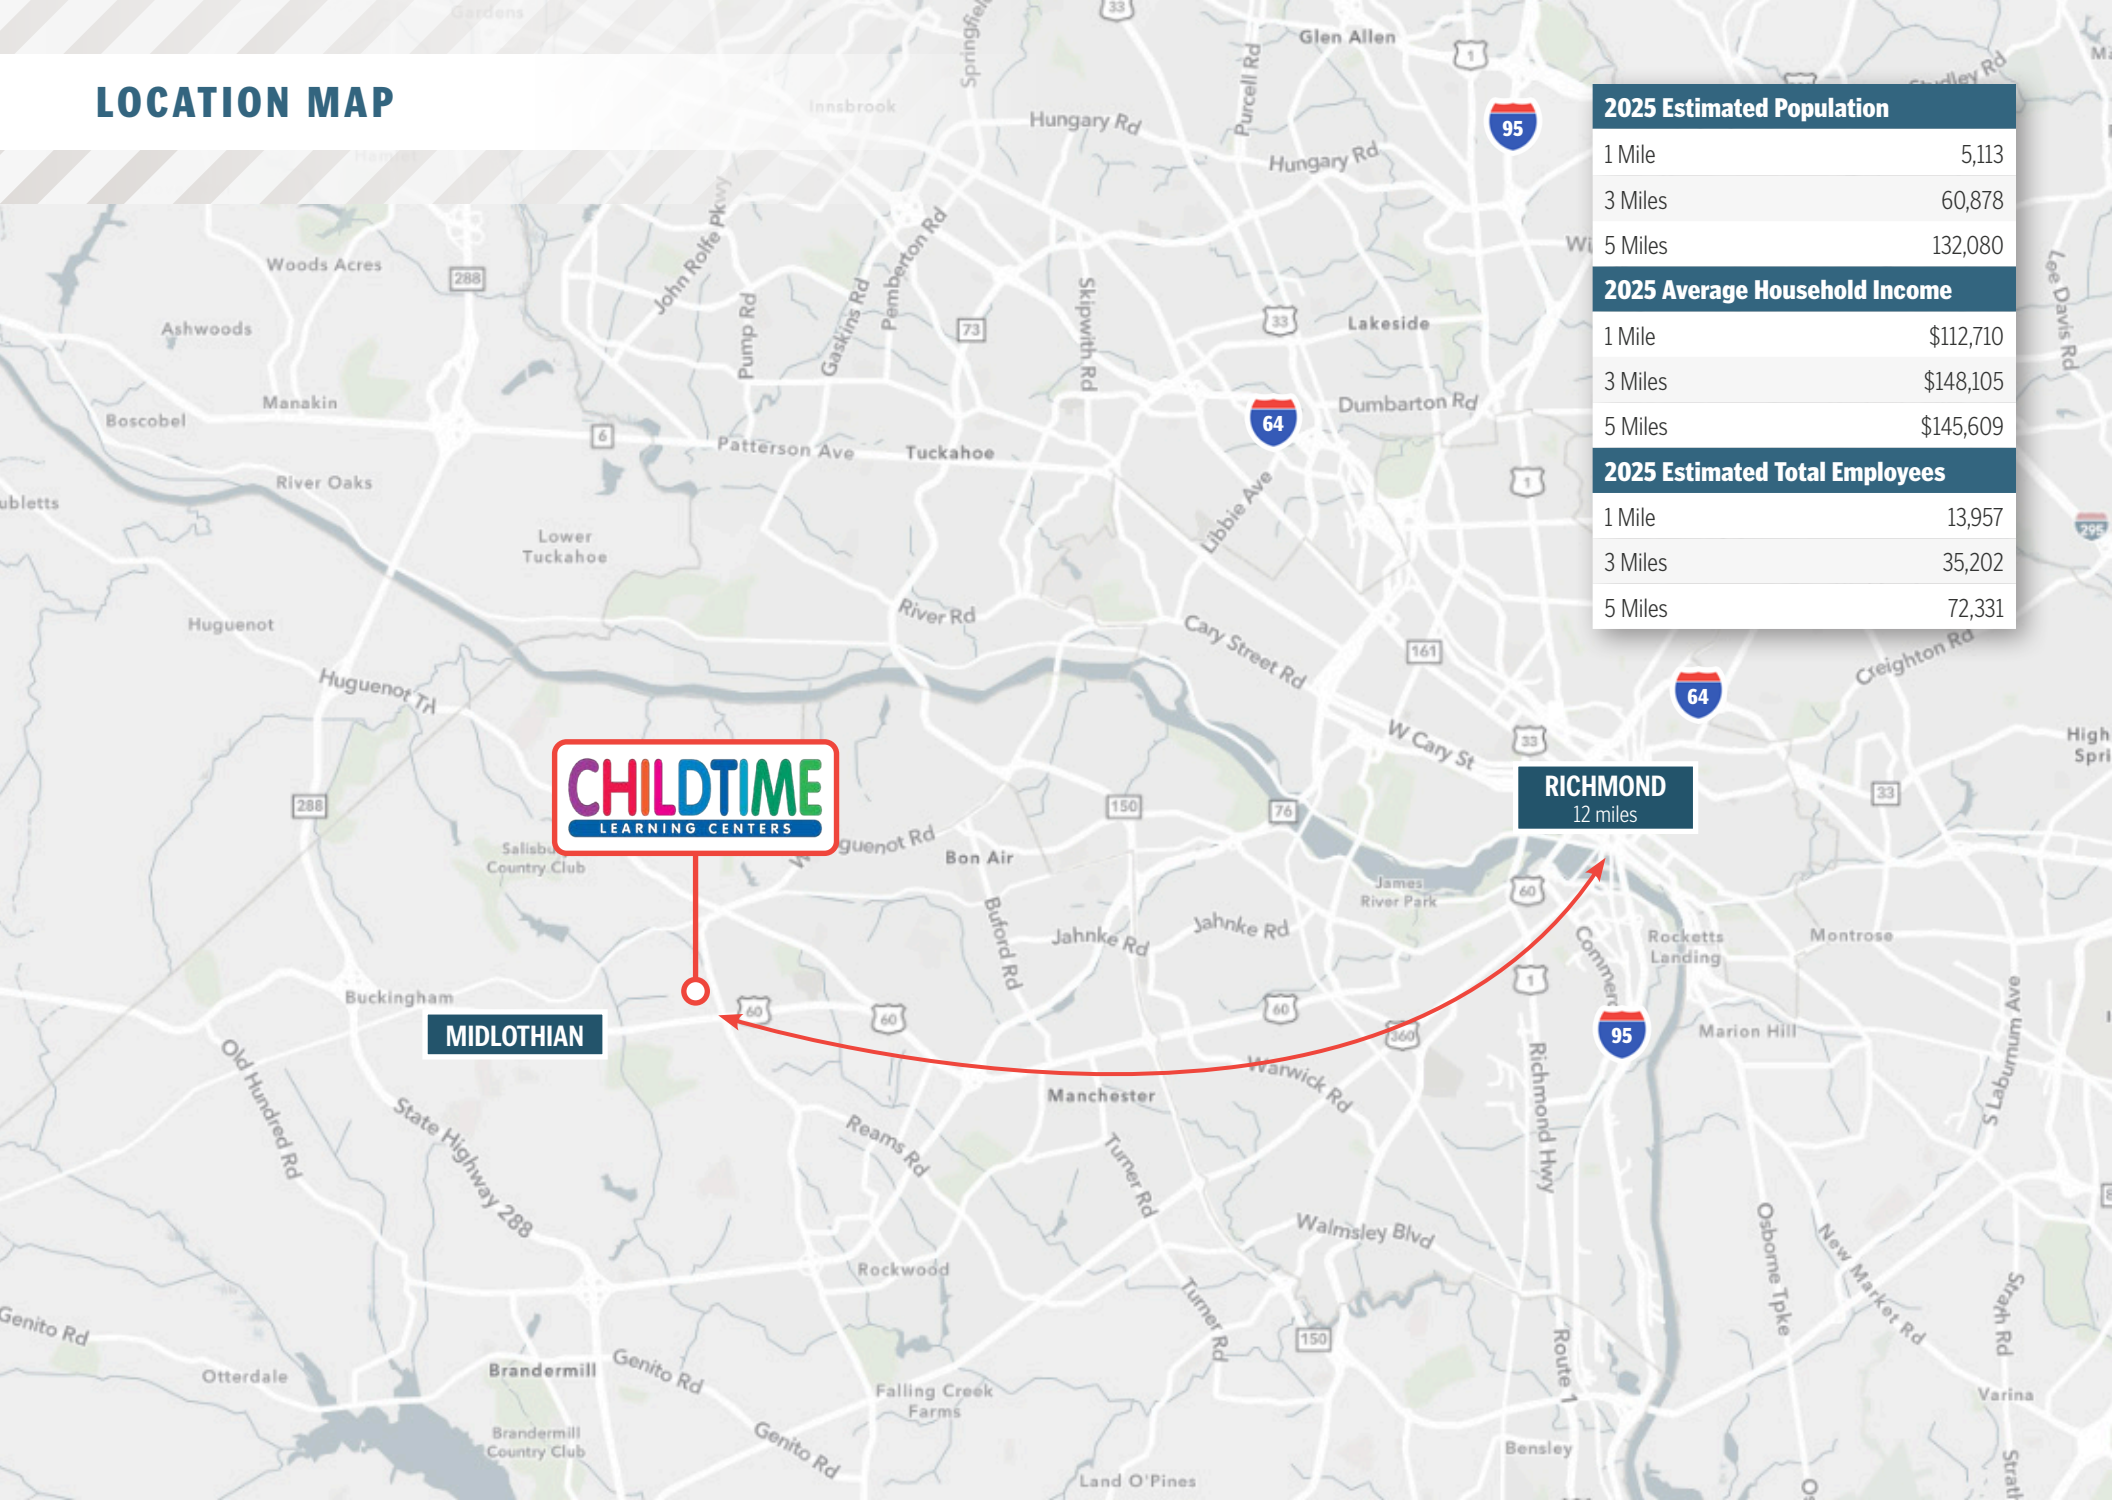 LOCATION MAP
2025 Estimated Population
1 Mile 5,113
3 Miles 60,878
5 Miles 132,080
2025 Average Household Income
1 Mile $112,710
3 Miles $148,105
5 Miles $145,609
2025 Estimated Total Employees
1 Mile 13,957
3 Miles 35,202
5 Miles 72,331
CHILDTIME
LEARNING CENTERS
RICHMOND
12 miles
MIDLOTHIAN
Gardens
33
Glen Allen
1
Innsbrook
Hungary Rd
Purcell Rd
95
Hungary Rd
John Rolfe Pkwy
Pemberton Rd
Woods Acres
288
Ashwoods
Pump Rd
Gaskins Rd
73
Skipwith Rd
33
Lakeside
Lee Davis Rd
Manakin
Boscobel
6
Patterson Ave
Tuckahoe
64
Dumbarton Rd
River Oaks
1
Libbie Ave
295
Lower
Tuckahoe
Huguenot
River Rd
Cary Street Rd
161
Creighton Rd
Huguenot Trl
64
W Cary St
33
288
150
76
33
guenot Rd
Bon Air
Country Club
James
River Park
60
Buford Rd
Jahnke Rd
Jahnke Rd
Rocketts
Landing
Montrose
1
Buckingham
60
60
60
360
95
Marion Hill
S Laburnum Ave
Old Hundred Rd
State Highway 288
Manchester
Warwick Rd
Richmond Hwy
Reams Rd
Turner Rd
Walmsley Blvd
Osborne Tpke
New Market Rd
Strath Rd
Rockwood
Turner Rd
150
Route 1
Genito Rd
Otterdale
Brandermill
Genito Rd
Falling Creek
Farms
Varina
Brandermill
Country Club
Genito Rd
Bensley
Land O'Pines